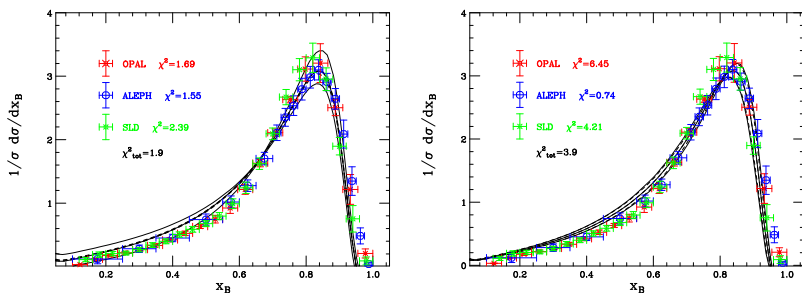 4
3
2
1
0
1/σ dσ/dx_B
OPAL χ²=1.69
ALEPH χ²=1.55
SLD χ²=2.39
χ²_tot=1.9
0.2 0.4 0.6 0.8 1.0
x_B
4
3
2
1
0
1/σ dσ/dx_B
OPAL χ²=6.45
ALEPH χ²=0.74
SLD χ²=4.21
χ²_tot=3.9
0.2 0.4 0.6 0.8 1.0
x_B